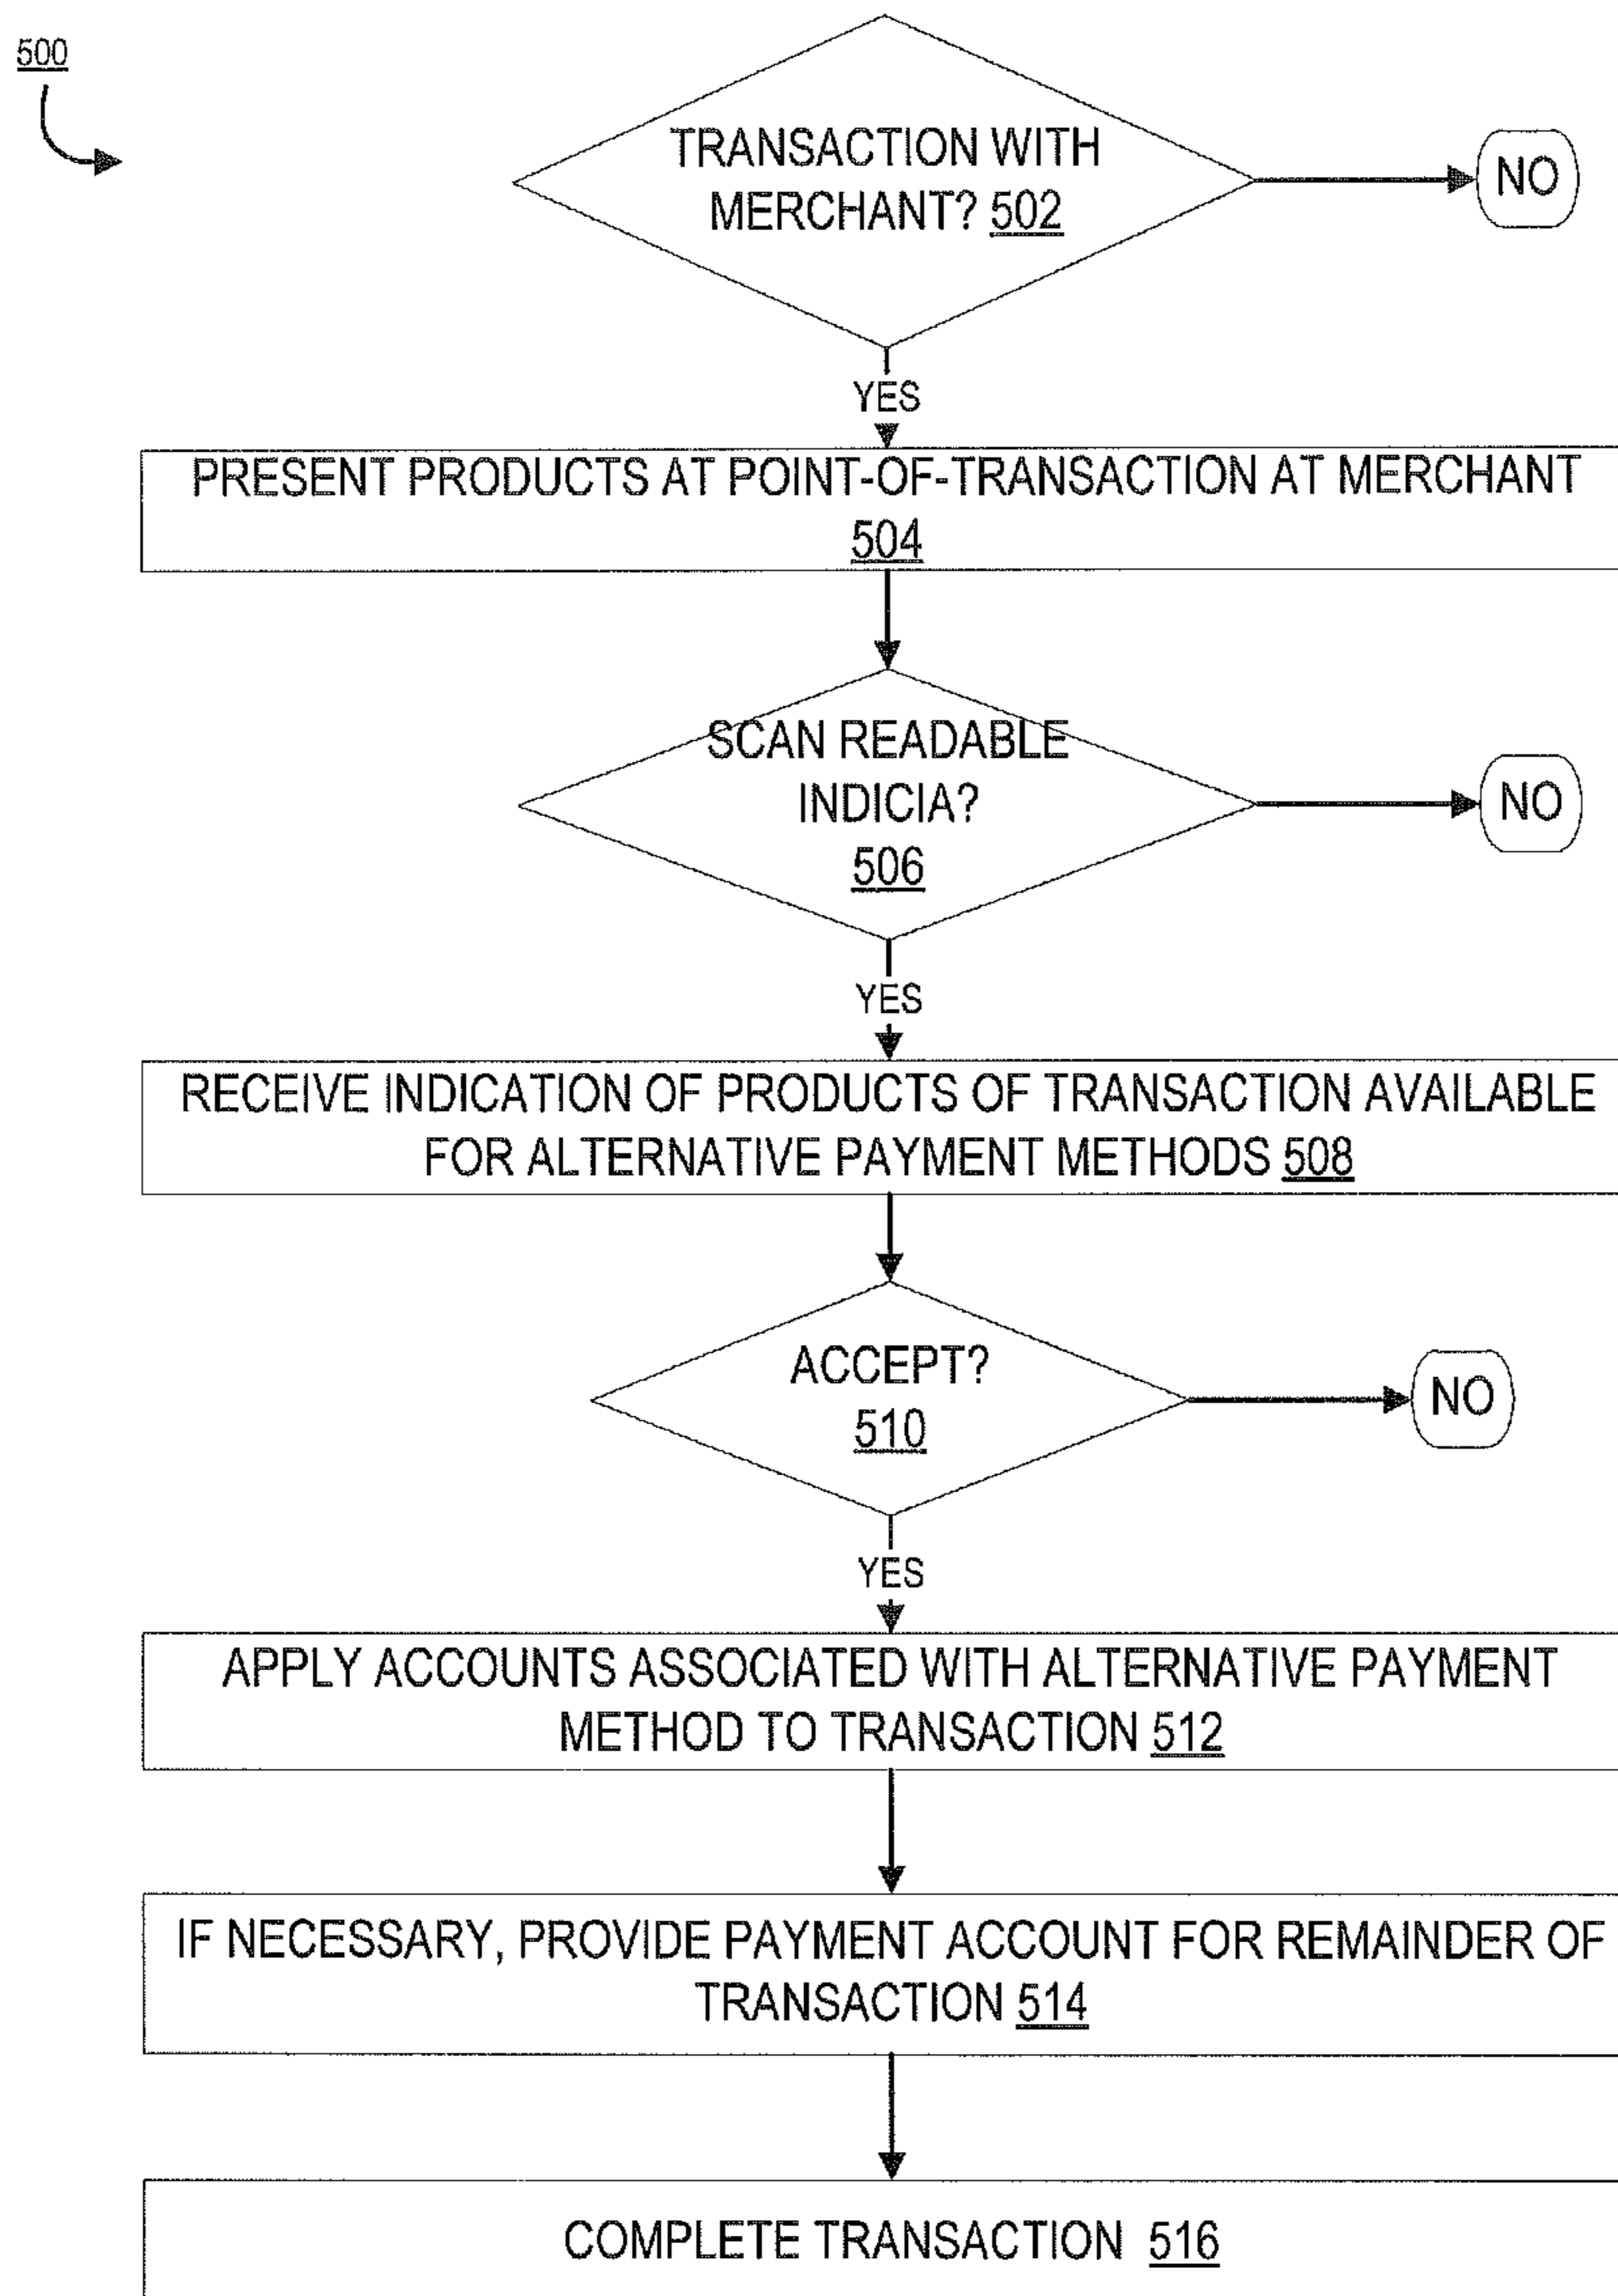 500
TRANSACTION WITH
MERCHANT? 502
NO
YES
PRESENT PRODUCTS AT POINT-OF-TRANSACTION AT MERCHANT
504
SCAN READABLE
INDICIA?
506
NO
YES
RECEIVE INDICATION OF PRODUCTS OF TRANSACTION AVAILABLE
FOR ALTERNATIVE PAYMENT METHODS 508
ACCEPT?
510
NO
YES
APPLY ACCOUNTS ASSOCIATED WITH ALTERNATIVE PAYMENT
METHOD TO TRANSACTION 512
IF NECESSARY, PROVIDE PAYMENT ACCOUNT FOR REMAINDER OF
TRANSACTION 514
COMPLETE TRANSACTION 516